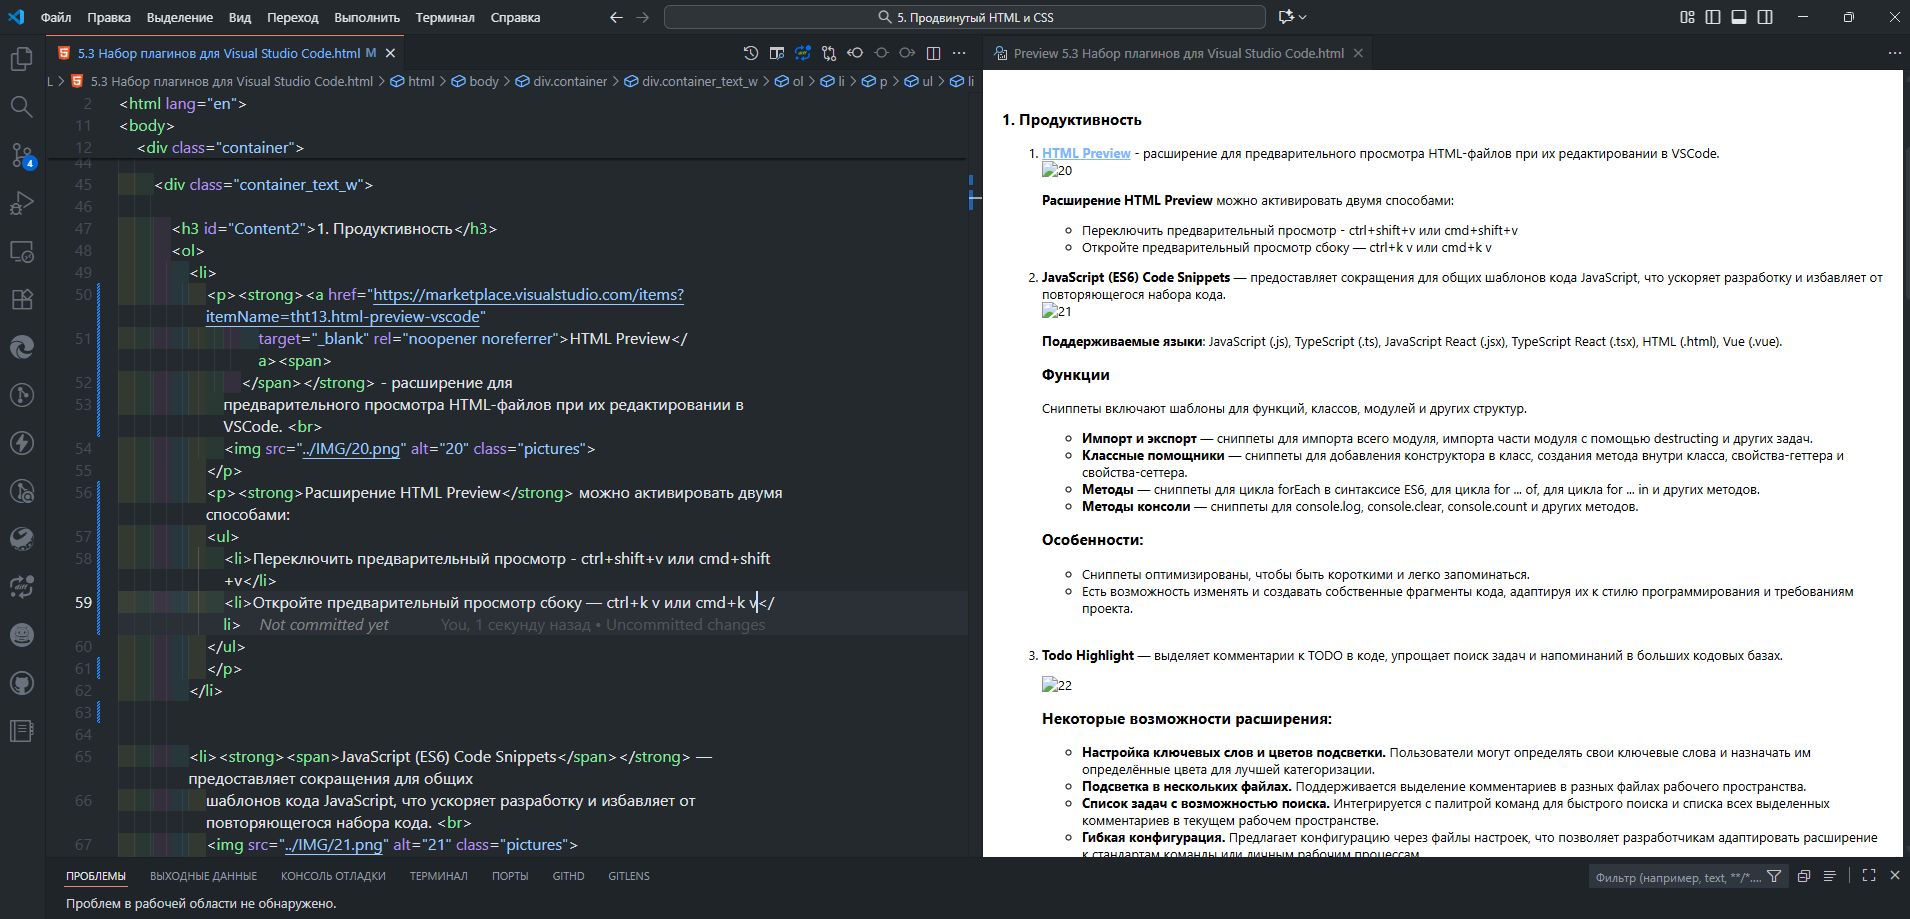 Файл Правка Выделение Вид Переход Выполнить Терминал Справка
5. Продвинутый HTML и CSS
5.3 Набор плагинов для Visual Studio Code.html M
L > 5.3 Набор плагинов для Visual Studio Code.html > html > body > div.container > div.container_text_w > ol > li > p > ul > li
4
2 <html lang="en">
11 <body>
12 <div class="container">
44
45 <div class="container_text_w">
46
47 <h3 id="Content2">1. Продуктивность</h3>
48 <ol>
49 <li>
50 <p><strong><a href="https://marketplace.visualstudio.com/items?
itemName=tht13.html-preview-vscode"
51 target="_blank" rel="noopener noreferrer">HTML Preview</
a><span>
52 </span></strong> - расширение для
53 предварительного просмотра HTML-файлов при их редактировании в
VSCode. <br>
54 <img src="../IMG/20.png" alt="20" class="pictures">
55 </p>
56 <p><strong>Расширение HTML Preview</strong> можно активировать двумя
способами:
57 <ul>
58 <li>Переключить предварительный просмотр - ctrl+shift+v или cmd+shift
+v</li>
59 <li>Откройте предварительный просмотр сбоку — ctrl+k v или cmd+k v</
li> Not committed yet You, 1 секунду назад • Uncommitted changes
60 </ul>
61 </p>
62 </li>
63
64
65 <li><strong><span>JavaScript (ES6) Code Snippets</span></strong> —
предоставляет сокращения для общих
66 шаблонов кода JavaScript, что ускоряет разработку и избавляет от
повторяющегося набора кода. <br>
67 <img src="../IMG/21.png" alt="21" class="pictures">
Preview 5.3 Набор плагинов для Visual Studio Code.html
1. Продуктивность
1. HTML Preview - расширение для предварительного просмотра HTML-файлов при их редактировании в VSCode.
20
Расширение HTML Preview можно активировать двумя способами:
Переключить предварительный просмотр - ctrl+shift+v или cmd+shift+v
Откройте предварительный просмотр сбоку — ctrl+k v или cmd+k v
2. JavaScript (ES6) Code Snippets — предоставляет сокращения для общих шаблонов кода JavaScript, что ускоряет разработку и избавляет от
повторяющегося набора кода.
21
Поддерживаемые языки: JavaScript (.js), TypeScript (.ts), JavaScript React (.jsx), TypeScript React (.tsx), HTML (.html), Vue (.vue).
Функции
Сниппеты включают шаблоны для функций, классов, модулей и других структур.
Импорт и экспорт — сниппеты для импорта всего модуля, импорта части модуля с помощью destructing и других задач.
Классные помощники — сниппеты для добавления конструктора в класс, создания метода внутри класса, свойства-геттера и
свойства-сеттера.
Методы — сниппеты для цикла forEach в синтаксисе ES6, для цикла for ... of, для цикла for ... in и других методов.
Методы консоли — сниппеты для console.log, console.clear, console.count и других методов.
Особенности:
Сниппеты оптимизированы, чтобы быть короткими и легко запоминаться.
Есть возможность изменять и создавать собственные фрагменты кода, адаптируя их к стилю программирования и требованиям
проекта.
3. Todo Highlight — выделяет комментарии к TODO в коде, упрощает поиск задач и напоминаний в больших кодовых базах.
22
Некоторые возможности расширения:
Настройка ключевых слов и цветов подсветки. Пользователи могут определять свои ключевые слова и назначать им
определённые цвета для лучшей категоризации.
Подсветка в нескольких файлах. Поддерживается выделение комментариев в разных файлах рабочего пространства.
Список задач с возможностью поиска. Интегрируется с палитрой команд для быстрого поиска и списка всех выделенных
комментариев в текущем рабочем пространстве.
Гибкая конфигурация. Предлагает конфигурацию через файлы настроек, что позволяет разработчикам адаптировать расширение
к стандартам команды или личным рабочим процессам.
ПРОБЛЕМЫ ВЫХОДНЫЕ ДАННЫЕ КОНСОЛЬ ОТЛАДКИ ТЕРМИНАЛ ПОРТЫ GITHD GITLENS
Фильтр (например, text, **/*....
Проблем в рабочей области не обнаружено.